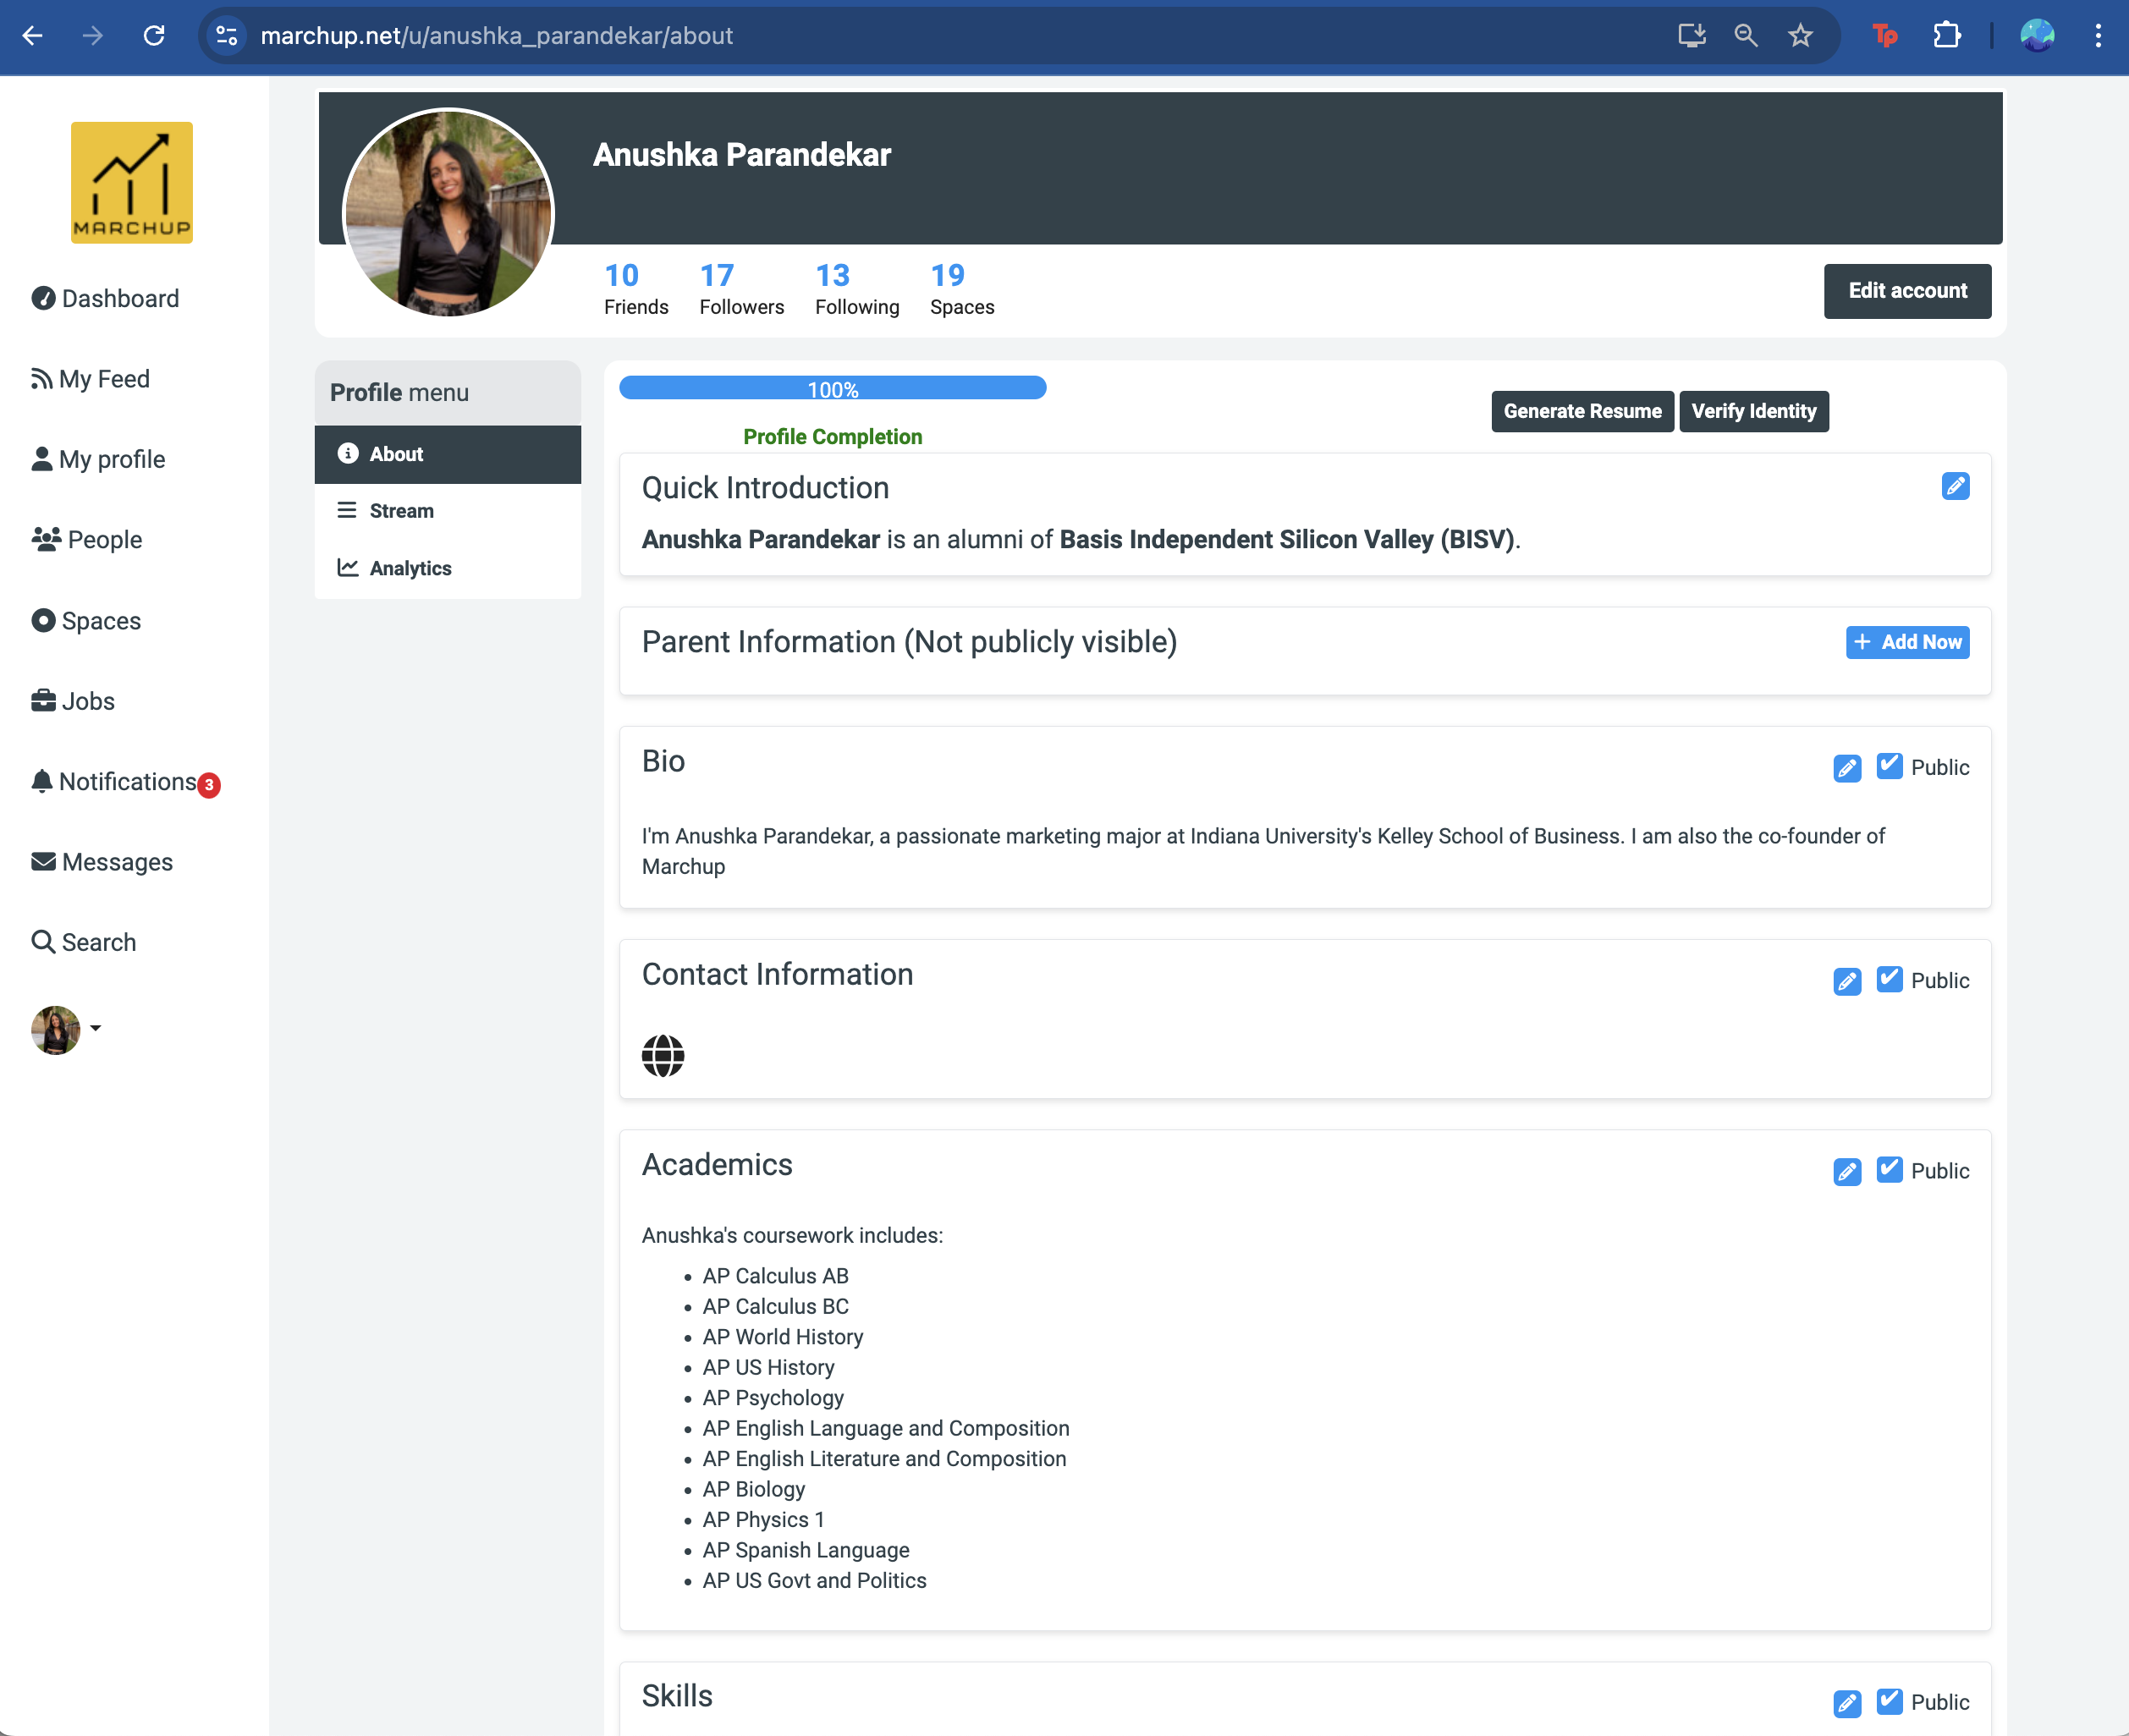 marchup.net/u/anushka_parandekar/about
Tp
MARCHUP
Dashboard
My Feed
My profile
People
Spaces
Jobs
Notifications 3
Messages
Search
Anushka Parandekar
10 17 13 19
Friends Followers Following Spaces
Edit account
Profile menu
About
Stream
Analytics
100%
Profile Completion
Generate Resume Verify Identity
Quick Introduction
Anushka Parandekar is an alumni of Basis Independent Silicon Valley (BISV).
Parent Information (Not publicly visible)
+ Add Now
Bio
Public
I'm Anushka Parandekar, a passionate marketing major at Indiana University's Kelley School of Business. I am also the co-founder of
Marchup
Contact Information
Public
Academics
Public
Anushka's coursework includes:
• AP Calculus AB
• AP Calculus BC
• AP World History
• AP US History
• AP Psychology
• AP English Language and Composition
• AP English Literature and Composition
• AP Biology
• AP Physics 1
• AP Spanish Language
• AP US Govt and Politics
Skills
Public